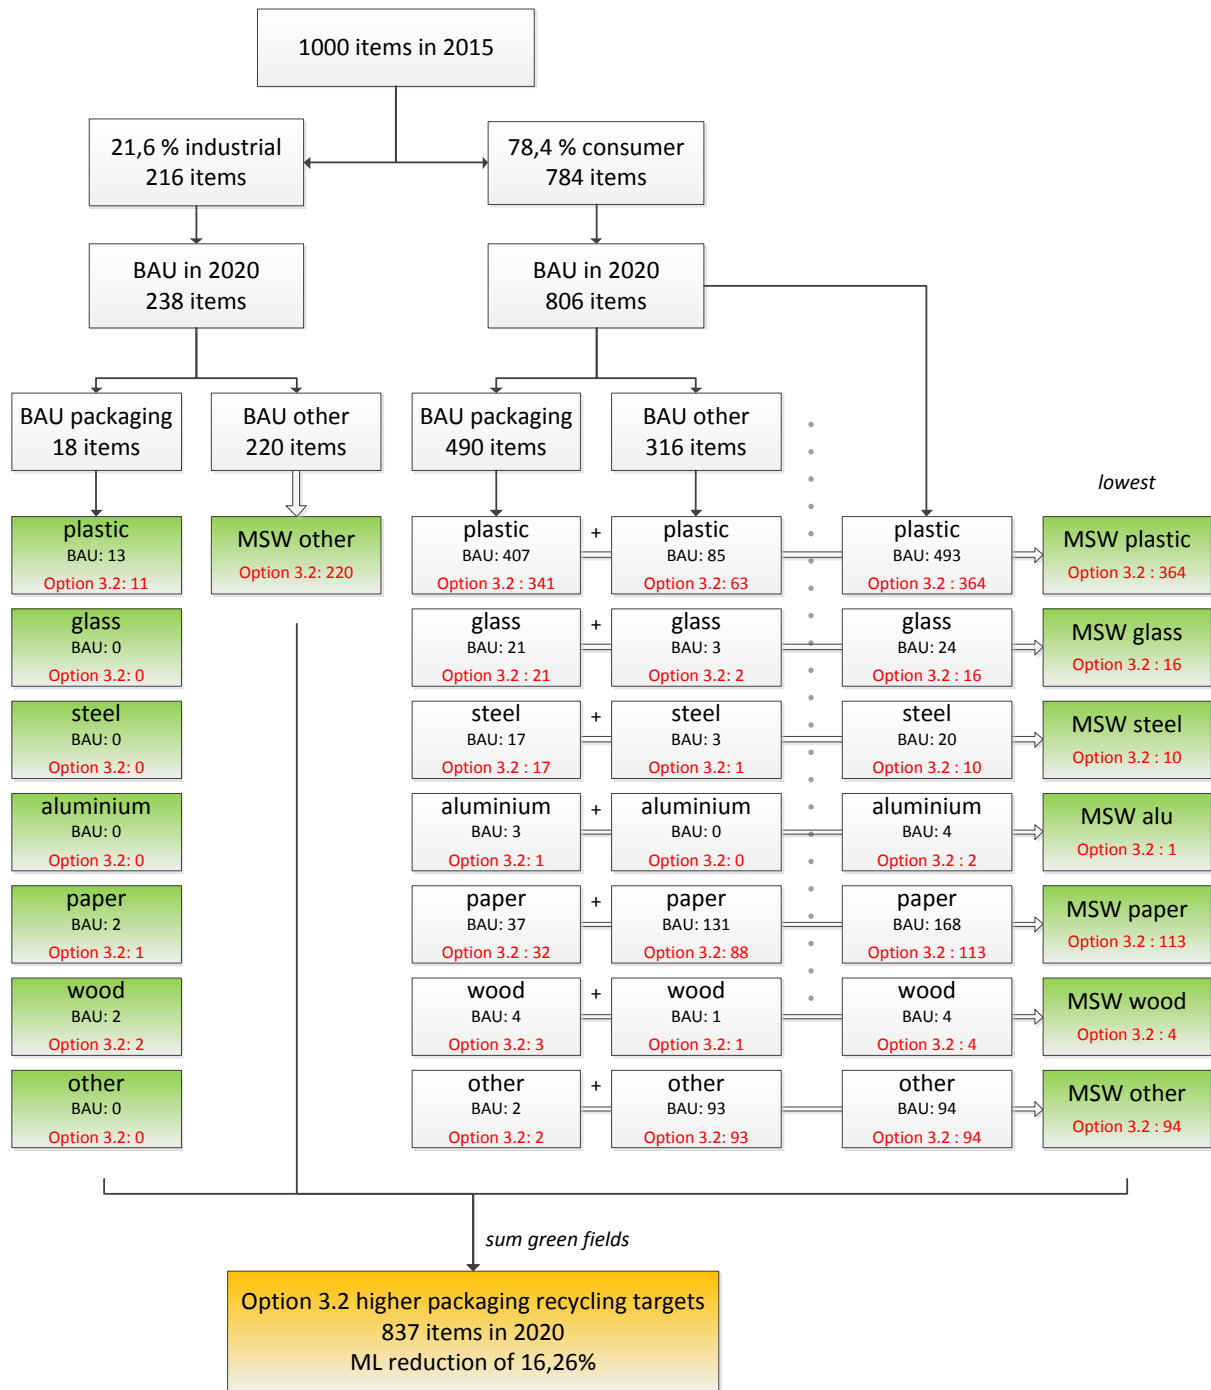 1000 items in 2015
21,6 % industrial
216 items
78,4 % consumer
784 items
BAU in 2020
238 items
BAU in 2020
806 items
BAU packaging
18 items
BAU other
220 items
BAU packaging
490 items
BAU other
316 items
lowest
plastic
BAU: 13
Option 3.2: 11
MSW other
Option 3.2: 220
plastic
BAU: 407
Option 3.2 : 341
+
plastic
BAU: 85
Option 3.2: 63
plastic
BAU: 493
Option 3.2 : 364
MSW plastic
Option 3.2 : 364
glass
BAU: 0
Option 3.2: 0
glass
BAU: 21
Option 3.2 : 21
+
glass
BAU: 3
Option 3.2: 2
glass
BAU: 24
Option 3.2 : 16
MSW glass
Option 3.2 : 16
steel
BAU: 0
Option 3.2: 0
steel
BAU: 17
Option 3.2 : 17
+
steel
BAU: 3
Option 3.2: 1
steel
BAU: 20
Option 3.2 : 10
MSW steel
Option 3.2 : 10
aluminium
BAU: 0
Option 3.2: 0
aluminium
BAU: 3
Option 3.2: 1
+
aluminium
BAU: 0
Option 3.2: 0
aluminium
BAU: 4
Option 3.2 : 2
MSW alu
Option 3.2 : 1
paper
BAU: 2
Option 3.2: 1
paper
BAU: 37
Option 3.2 : 32
+
paper
BAU: 131
Option 3.2: 88
paper
BAU: 168
Option 3.2 : 113
MSW paper
Option 3.2 : 113
wood
BAU: 2
Option 3.2: 2
wood
BAU: 4
Option 3.2: 3
+
wood
BAU: 1
Option 3.2: 1
wood
BAU: 4
Option 3.2 : 4
MSW wood
Option 3.2 : 4
other
BAU: 0
Option 3.2: 0
other
BAU: 2
Option 3.2: 2
+
other
BAU: 93
Option 3.2: 93
other
BAU: 94
Option 3.2 : 94
MSW other
Option 3.2 : 94
sum green fields
Option 3.2 higher packaging recycling targets
837 items in 2020
ML reduction of 16,26%